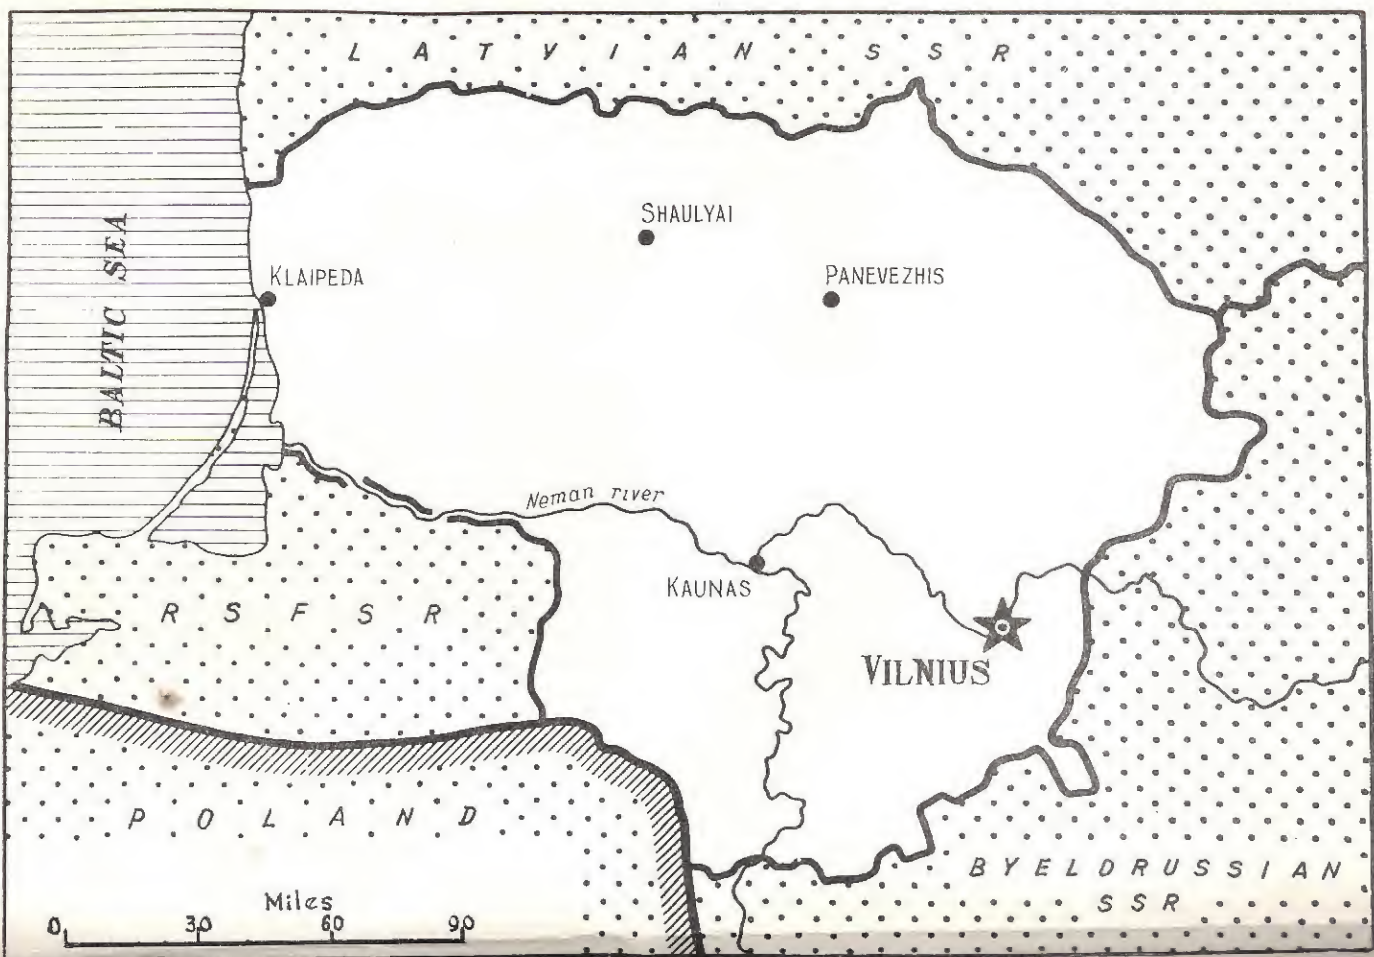 LATVIAN SSR
SHAULYAI
KLAIPEDA
PANEVEZHIS
BALTIC SEA
Neman river
KAUNAS
RSFSR
VILNIUS
POLAND
BYELDRUSSIAN
SSR
Miles
0 30 60 90